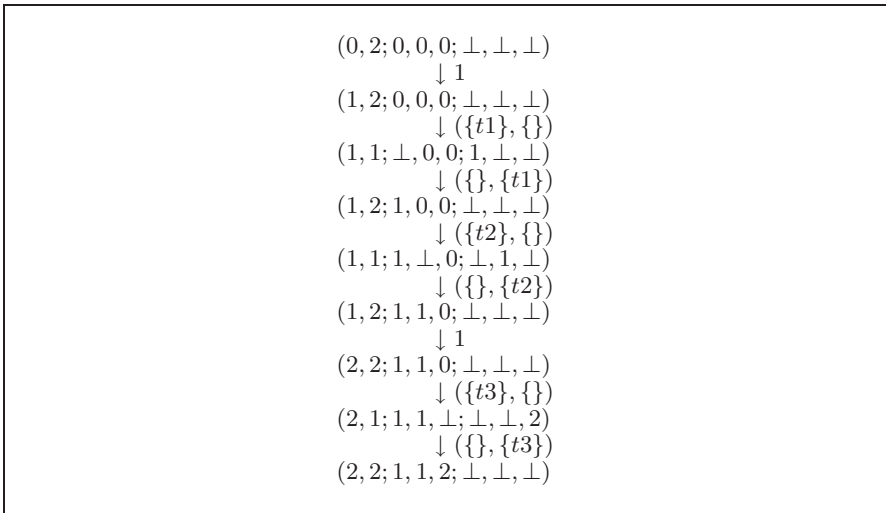 (0, 2; 0, 0, 0; ⊥, ⊥, ⊥)
↓ 1
(1, 2; 0, 0, 0; ⊥, ⊥, ⊥)
↓ ({t1}, {})
(1, 1; ⊥, 0, 0; 1, ⊥, ⊥)
↓ ({}, {t1})
(1, 2; 1, 0, 0; ⊥, ⊥, ⊥)
↓ ({t2}, {})
(1, 1; 1, ⊥, 0; ⊥, 1, ⊥)
↓ ({}, {t2})
(1, 2; 1, 1, 0; ⊥, ⊥, ⊥)
↓ 1
(2, 2; 1, 1, 0; ⊥, ⊥, ⊥)
↓ ({t3}, {})
(2, 1; 1, 1, ⊥; ⊥, ⊥, 2)
↓ ({}, {t3})
(2, 2; 1, 1, 2; ⊥, ⊥, ⊥)